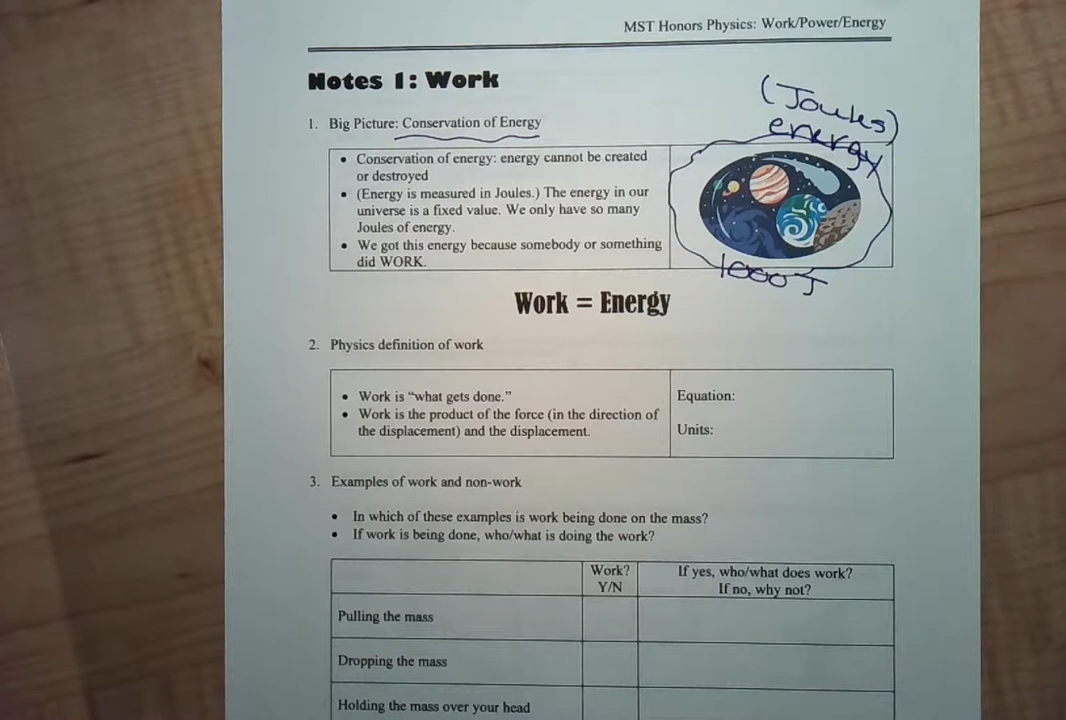 MST Honors Physics: Work/Power/Energy
Notes 1: Work
1. Big Picture: Conservation of Energy
(Joules)
energy
• Conservation of energy: energy cannot be created
or destroyed
• (Energy is measured in Joules.) The energy in our
universe is a fixed value. We only have so many
Joules of energy.
• We got this energy because somebody or something
did WORK.
1000 J
Work = Energy
2. Physics definition of work
• Work is “what gets done.”
• Work is the product of the force (in the direction of
the displacement) and the displacement.
Equation:
Units:
3. Examples of work and non-work
• In which of these examples is work being done on the mass?
• If work is being done, who/what is doing the work?
Work?
Y/N
If yes, who/what does work?
If no, why not?
Pulling the mass
Dropping the mass
Holding the mass over your head